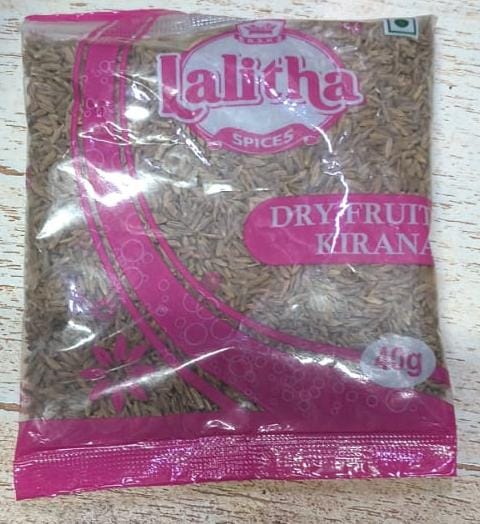 Lalitha
SPICES
DRY FRUIT
KIRANA
40g